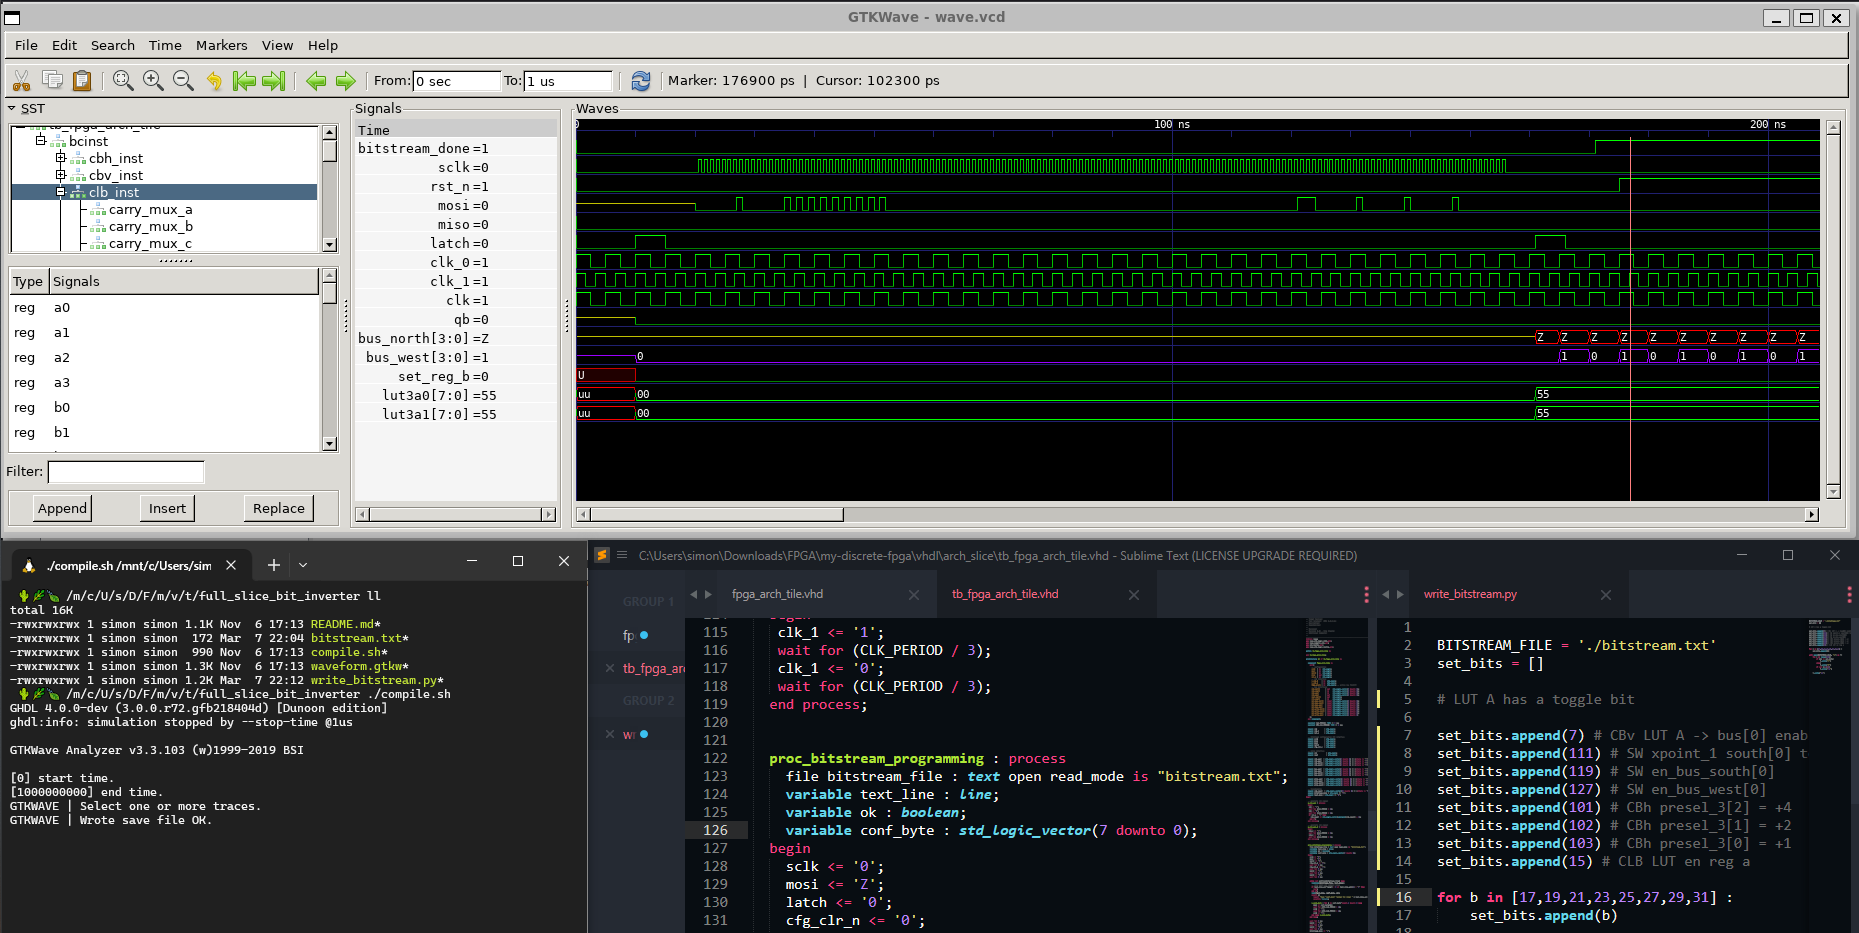 GTKWave - wave.vcd
File Edit Search Time Markers View Help
From: 0 sec To: 1 us Marker: 176900 ps | Cursor: 102300 ps
SST
bcinst
cbh_inst
cbv_inst
clb_inst
carry_mux_a
carry_mux_b
carry_mux_c
Type Signals
reg a0
reg a1
reg a2
reg a3
reg b0
reg b1
Filter:
Append Insert Replace
Signals
Time
bitstream_done=1
sclk=0
rst_n=1
mosi=0
miso=0
latch=0
clk_0=1
clk_1=1
clk=1
qb=0
bus_north[3:0]=Z
bus_west[3:0]=1
set_reg_b=0
lut3a0[7:0]=55
lut3a1[7:0]=55
Waves
0 100 ns 200 ns
Z Z Z Z Z Z Z Z Z Z
0 1 0 1 0 1 0 1 0 1
U
uu 00 55
uu 00 55
./compile.sh /mnt/c/Users/sim
/m/c/U/s/D/F/m/v/t/full_slice_bit_inverter ll
total 16K
-rwxrwxrwx 1 simon simon 1.1K Nov  6 17:13 README.md*
-rwxrwxrwx 1 simon simon  172 Mar  7 22:04 bitstream.txt*
-rwxrwxrwx 1 simon simon  990 Nov  6 17:13 compile.sh*
-rwxrwxrwx 1 simon simon 1.3K Nov  6 17:13 waveform.gtkw*
-rwxrwxrwx 1 simon simon 1.2K Mar  7 22:12 write_bitstream.py*
/m/c/U/s/D/F/m/v/t/full_slice_bit_inverter ./compile.sh
GHDL 4.0.0-dev (3.0.0.r72.gfb218404d) [Dunoon edition]
ghdl:info: simulation stopped by --stop-time @1us
GTKWave Analyzer v3.3.103 (w)1999-2019 BSI
[0] start time.
[1000000000] end time.
GTKWAVE | Select one or more traces.
GTKWAVE | Wrote save file OK.
C:\Users\simon\Downloads\FPGA\my-discrete-fpga\vhdl\arch_slice\tb_fpga_arch_tile.vhd - Sublime Text (LICENSE UPGRADE REQUIRED)
GROUP 1
fp
tb_fpga_arc
GROUP 2
fpga_arch_tile.vhd tb_fpga_arch_tile.vhd
115 clk_1 <= '1';
116 wait for (CLK_PERIOD / 3);
117 clk_1 <= '0';
118 wait for (CLK_PERIOD / 3);
119 end process;
120
121
122 proc_bitstream_programming : process
123 file bitstream_file : text open read_mode is "bitstream.txt";
124 variable text_line : line;
125 variable ok : boolean;
126 variable conf_byte : std_logic_vector(7 downto 0);
127 begin
128 sclk <= '0';
129 mosi <= 'Z';
130 latch <= '0';
131 cfg_clr_n <= '0';
write_bitstream.py
1
2 BITSTREAM_FILE = './bitstream.txt'
3 set_bits = []
4
5 # LUT A has a toggle bit
6
7 set_bits.append(7) # CBv LUT A -> bus[0] enab
8 set_bits.append(111) # SW xpoint_1 south[0] t
9 set_bits.append(119) # SW en_bus_south[0]
10 set_bits.append(127) # SW en_bus_west[0]
11 set_bits.append(101) # CBh presel_3[2] = +4
12 set_bits.append(102) # CBh presel_3[1] = +2
13 set_bits.append(103) # CBh presel_3[0] = +1
14 set_bits.append(15) # CLB LUT en reg a
15
16 for b in [17,19,21,23,25,27,29,31] :
17 set_bits.append(b)